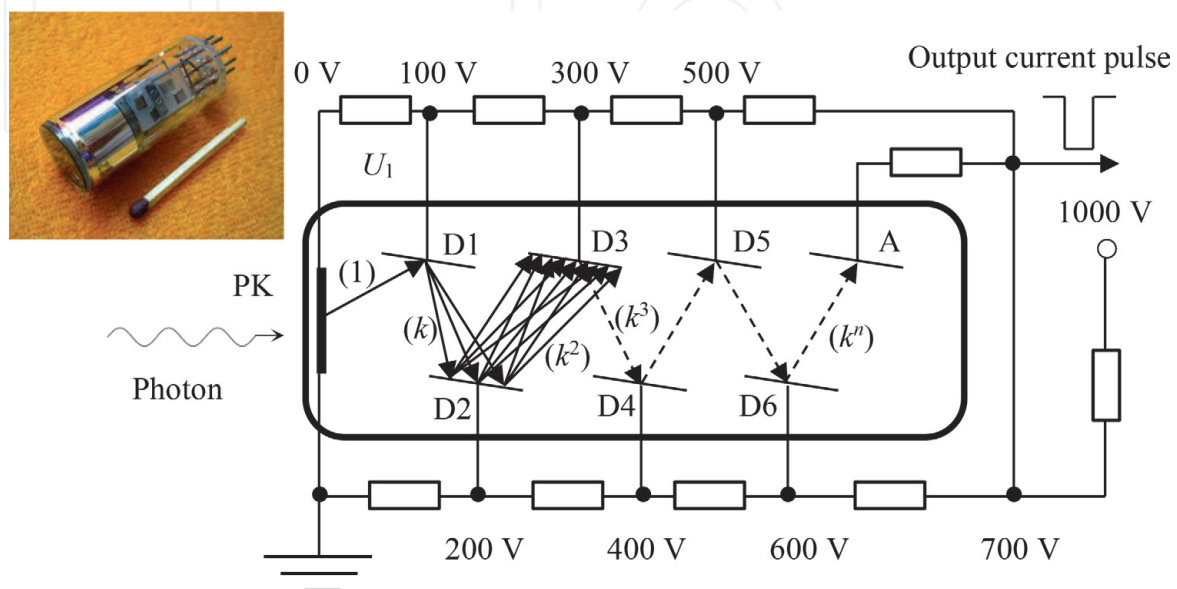 Output current pulse
0 V 100 V 300 V 500 V
U1
1000 V
D1 D3 D5 A
PK (1)
(k) (k²) (k³) (kⁿ)
Photon
D2 D4 D6
200 V 400 V 600 V 700 V